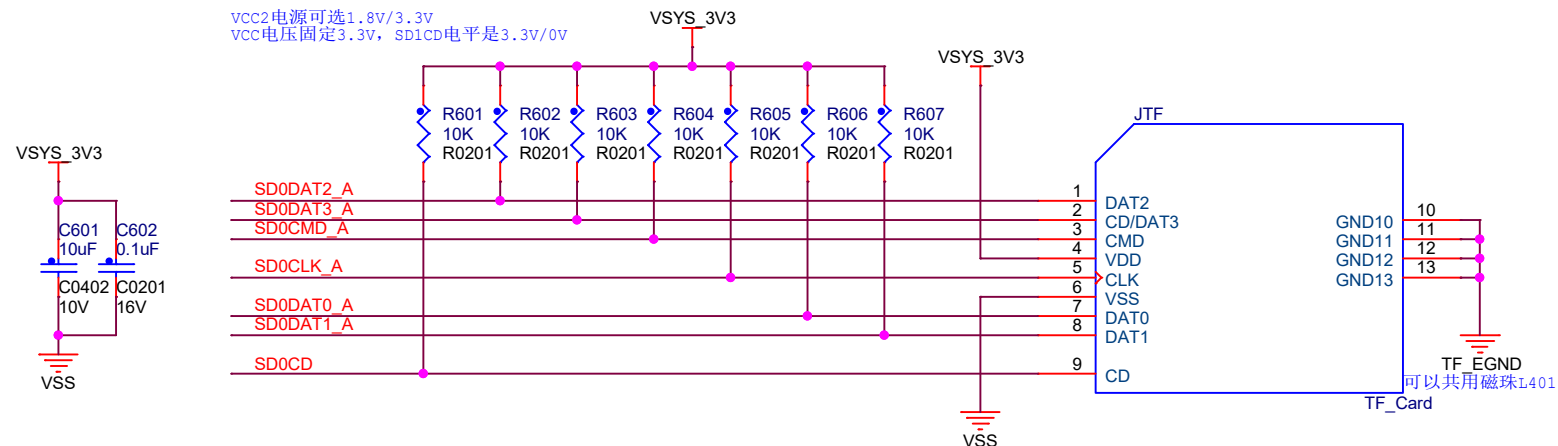 VCC2电源可选1.8V/3.3V
VCC电压固定3.3V, SD1CD电平是3.3V/0V
VSYS_3V3
VSYS_3V3
R601
10K
R0201
R602
10K
R0201
R603
10K
R0201
R604
10K
R0201
R605
10K
R0201
R606
10K
R0201
R607
10K
R0201
VSYS_3V3
C601
10uF
C0402
10V
C602
0.1uF
C0201
16V
VSS
SD0DAT2_A
SD0DAT3_A
SD0CMD_A
SD0CLK_A
SD0DAT0_A
SD0DAT1_A
SD0CD
JTF
1 DAT2
2 CD/DAT3
3 CMD
4 VDD
5 CLK
6 VSS
7 DAT0
8 DAT1
9 CD
GND10 10
GND11 11
GND12 12
GND13 13
TF_EGND
可以共用磁珠L401
TF_Card
VSS